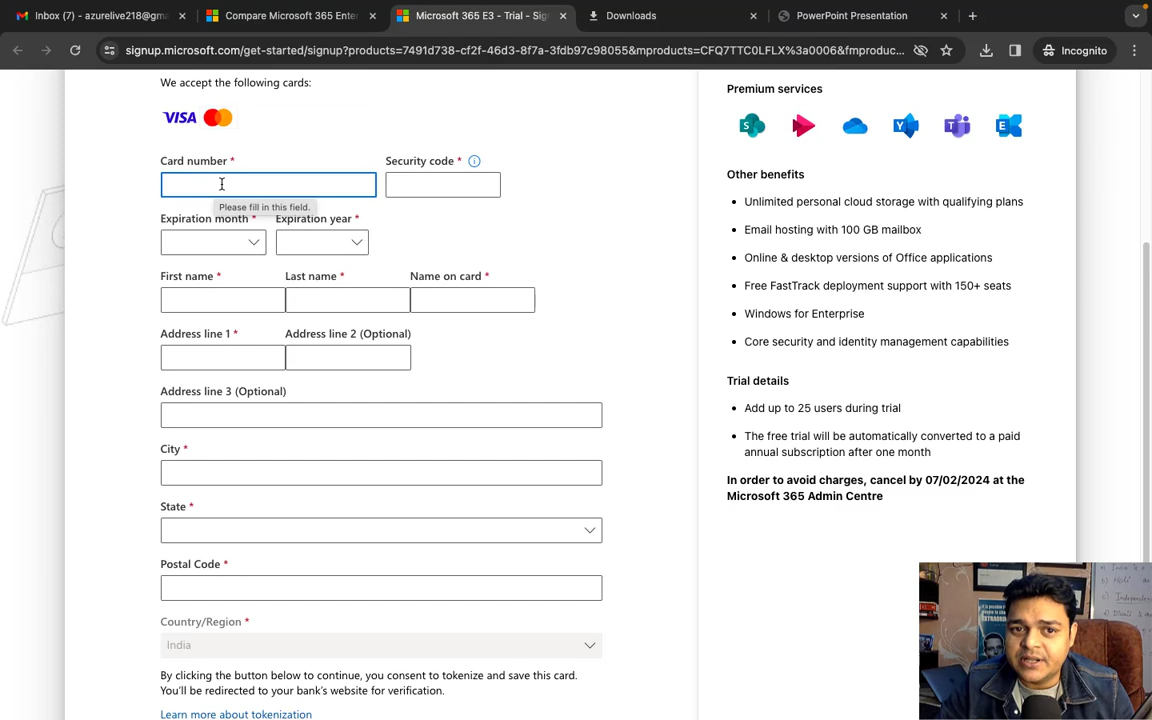 Inbox (7) - azurelive218@gm
Compare Microsoft 365 Ente
Microsoft 365 E3 - Trial - Sig
Downloads
PowerPoint Presentation
signup.microsoft.com/get-started/signup?products=7491d738-cf2f-46d3-8f7a-3fdb97c98055&mproducts=CFQ7TTC0LFLX%3a0006&fmproduc...
Incognito
We accept the following cards:
VISA
Card number *
Security code *
Please fill in this field.
Expiration month *
Expiration year *
First name *
Last name *
Name on card *
Address line 1 *
Address line 2 (Optional)
Address line 3 (Optional)
City *
State *
Postal Code *
Country/Region *
India
By clicking the button below to continue, you consent to tokenize and save this card.
You'll be redirected to your bank's website for verification.
Learn more about tokenization
Premium services
Other benefits
Unlimited personal cloud storage with qualifying plans
Email hosting with 100 GB mailbox
Online & desktop versions of Office applications
Free FastTrack deployment support with 150+ seats
Windows for Enterprise
Core security and identity management capabilities
Trial details
Add up to 25 users during trial
The free trial will be automatically converted to a paid
annual subscription after one month
In order to avoid charges, cancel by 07/02/2024 at the
Microsoft 365 Admin Centre
EXTRAORDIN